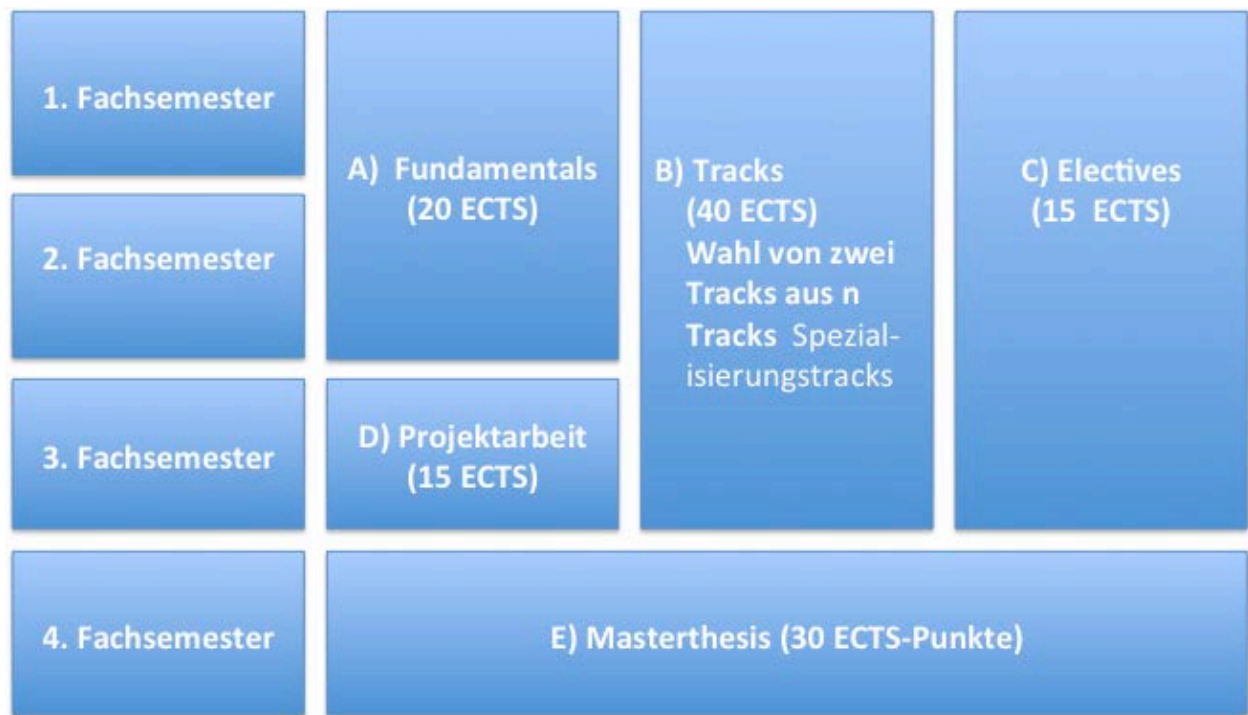 1. Fachsemester
A) Fundamentals
(20 ECTS)
B) Tracks
(40 ECTS)
Wahl von zwei
Tracks aus n
Tracks Spezial-
isierungstracks
C) Electives
(15 ECTS)
2. Fachsemester
3. Fachsemester
D) Projektarbeit
(15 ECTS)
4. Fachsemester
E) Masterthesis (30 ECTS-Punkte)